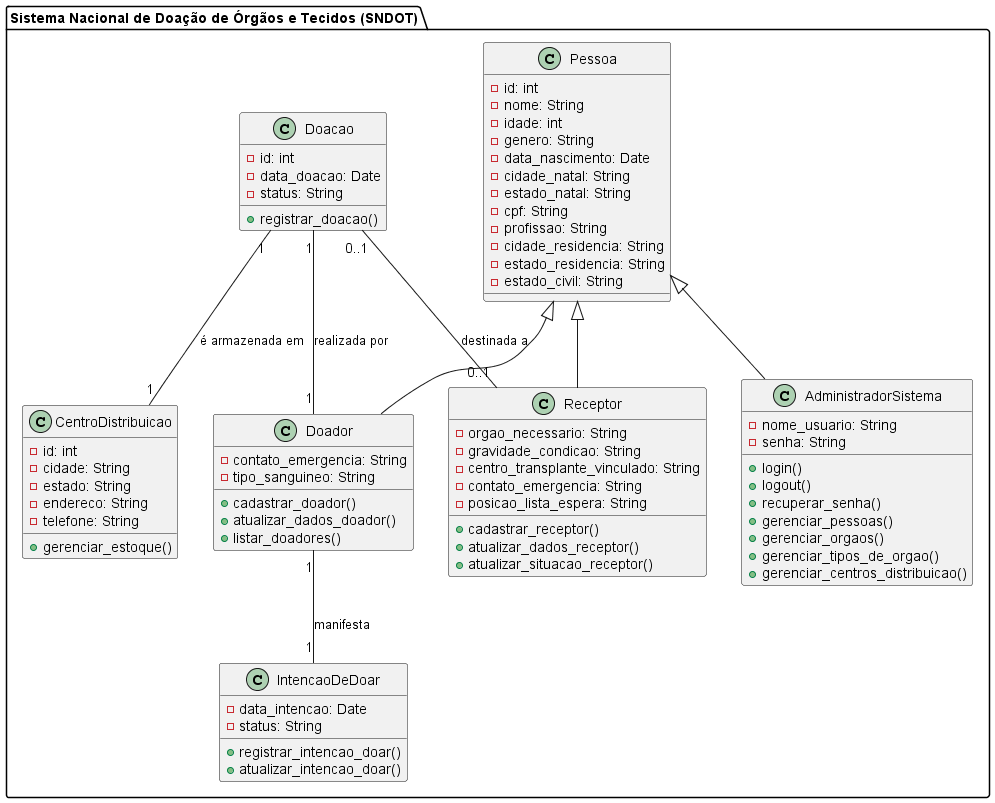 Sistema Nacional de Doação de Órgãos e Tecidos (SNDOT)
C Pessoa
id: int
nome: String
idade: int
genero: String
data_nascimento: Date
cidade_natal: String
estado_natal: String
cpf: String
profissao: String
cidade_residencia: String
estado_residencia: String
estado_civil: String
C Doacao
id: int
data_doacao: Date
status: String
registrar_doacao()
1
1
0..1
é armazenada em
realizada por
destinada a
1
1
0..1
C CentroDistribuicao
id: int
cidade: String
estado: String
endereco: String
telefone: String
gerenciar_estoque()
C Doador
contato_emergencia: String
tipo_sanguineo: String
cadastrar_doador()
atualizar_dados_doador()
listar_doadores()
C Receptor
orgao_necessario: String
gravidade_condicao: String
centro_transplante_vinculado: String
contato_emergencia: String
posicao_lista_espera: String
cadastrar_receptor()
atualizar_dados_receptor()
atualizar_situacao_receptor()
C AdministradorSistema
nome_usuario: String
senha: String
login()
logout()
recuperar_senha()
gerenciar_pessoas()
gerenciar_orgaos()
gerenciar_tipos_de_orgao()
gerenciar_centros_distribuicao()
1
manifesta
1
C IntencaoDeDoar
data_intencao: Date
status: String
registrar_intencao_doar()
atualizar_intencao_doar()